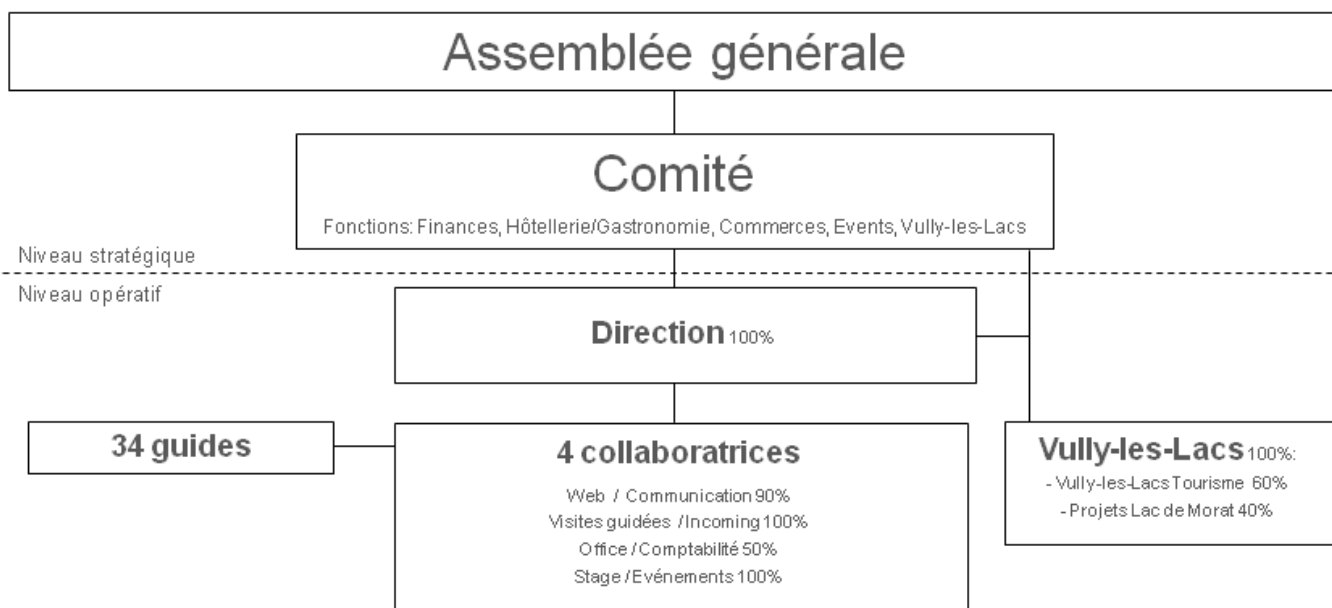 Assemblée générale
Comité
Fonctions: Finances, Hôtellerie/Gastronomie, Commerces, Events, Vully-les-Lacs
Niveau stratégique
Niveau opératif
Direction 100%
34 guides
4 collaboratrices
Web / Communication 90%
Visites guidées / Incoming 100%
Office / Comptabilité 50%
Stage / Evénements 100%
Vully-les-Lacs 100%:
- Vully-les-Lacs Tourisme 60%
- Projets Lac de Morat 40%